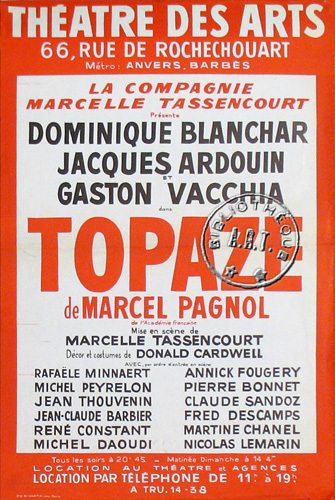 THÉATRE DES ARTS
66, RUE DE ROCHECHOUART
Métro: ANVERS, BARBÈS
LA COMPAGNIE
MARCELLE TASSENCOURT
Présente
DOMINIQUE BLANCHAR
JACQUES ARDOUIN
ET
GASTON VACCHIA
dans
TOPAZE
BIBLIOTHÈQUE
A.R.T.
de MARCEL PAGNOL
de l'Académie française
Mise en scène de
MARCELLE TASSENCOURT
Décor et costumes de DONALD CARDWELL
AVEC, par ordre d'entrée en scène
RAFAËLE MINNAERT ANNICK FOUGERY
MICHEL PEYRELON PIERRE BONNET
JEAN THOUVENIN CLAUDE SANDOZ
JEAN-CLAUDE BARBIER FRED DESCAMPS
RENÉ CONSTANT MARTINE CHANEL
MICHEL DAOUDI NICOLAS LEMARIN
Tous les soirs à 20ʰ45 - Matinée Dimanche à 14ʰ45
LOCATION AU THÉATRE et AGENCES
LOCATION PAR TÉLÉPHONE DE 11ʰ à 19ʰ
A TRU. 14-38